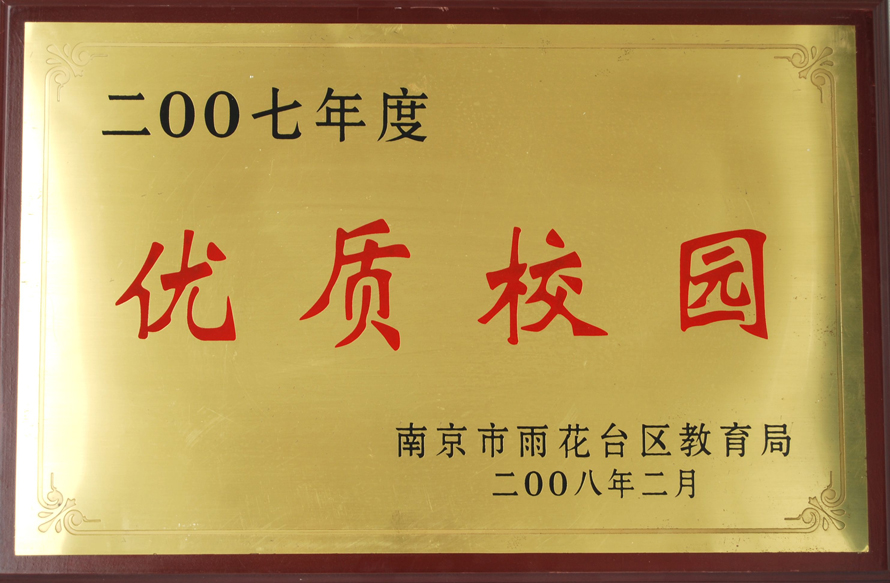 二00七年度
优质校园
南京市雨花台区教育局
二00八年二月